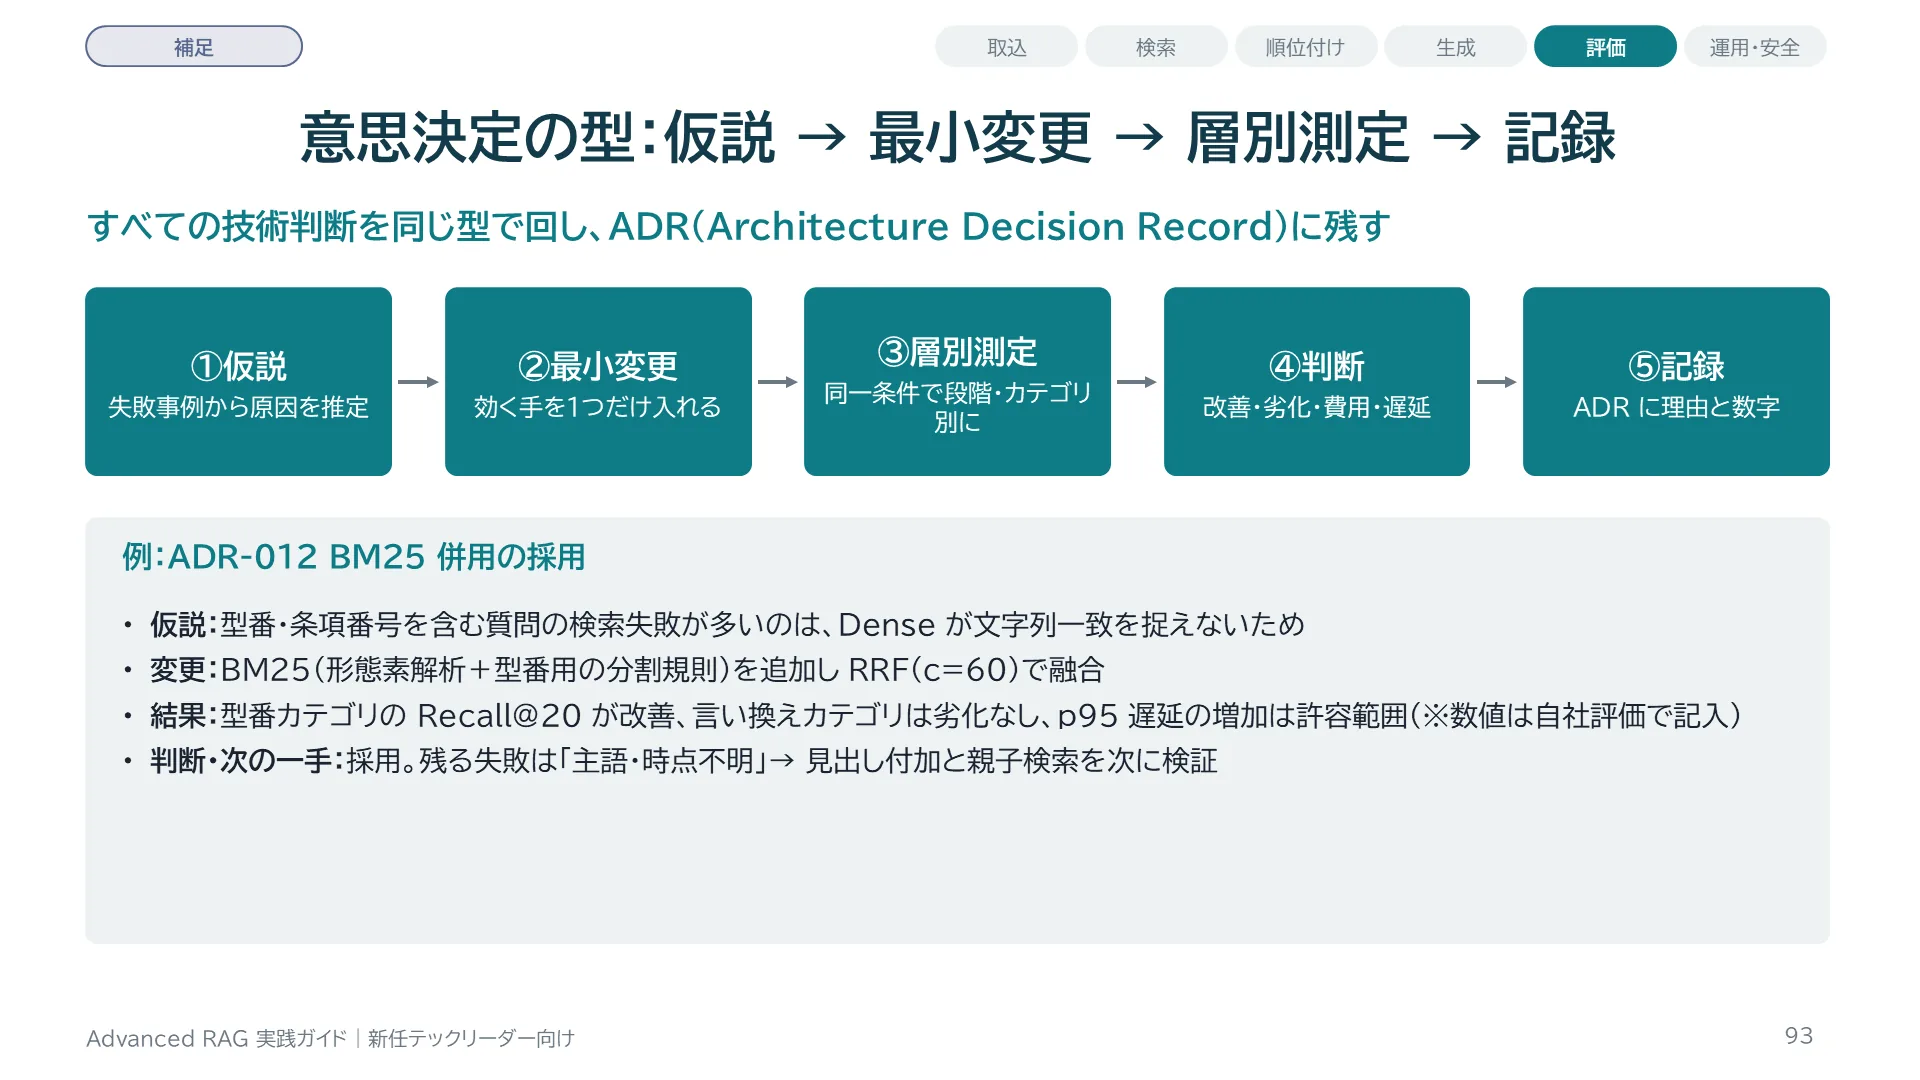 補足
取込
検索
順位付け
生成
評価
運用・安全
意思決定の型：仮説 → 最小変更 → 層別測定 → 記録
すべての技術判断を同じ型で回し、ADR（Architecture Decision Record）に残す
①仮説
失敗事例から原因を推定
②最小変更
効く手を1つだけ入れる
③層別測定
同一条件で段階・カテゴリ
別に
④判断
改善・劣化・費用・遅延
⑤記録
ADR に理由と数字
例：ADR-012 BM25 併用の採用
• 仮説：型番・条項番号を含む質問の検索失敗が多いのは、Dense が文字列一致を捉えないため
• 変更：BM25（形態素解析＋型番用の分割規則）を追加し RRF（c=60）で融合
• 結果：型番カテゴリの Recall@20 が改善、言い換えカテゴリは劣化なし、p95 遅延の増加は許容範囲（※数値は自社評価で記入）
• 判断・次の一手：採用。残る失敗は「主語・時点不明」→ 見出し付加と親子検索を次に検証
Advanced RAG 実践ガイド｜新任テックリーダー向け
93